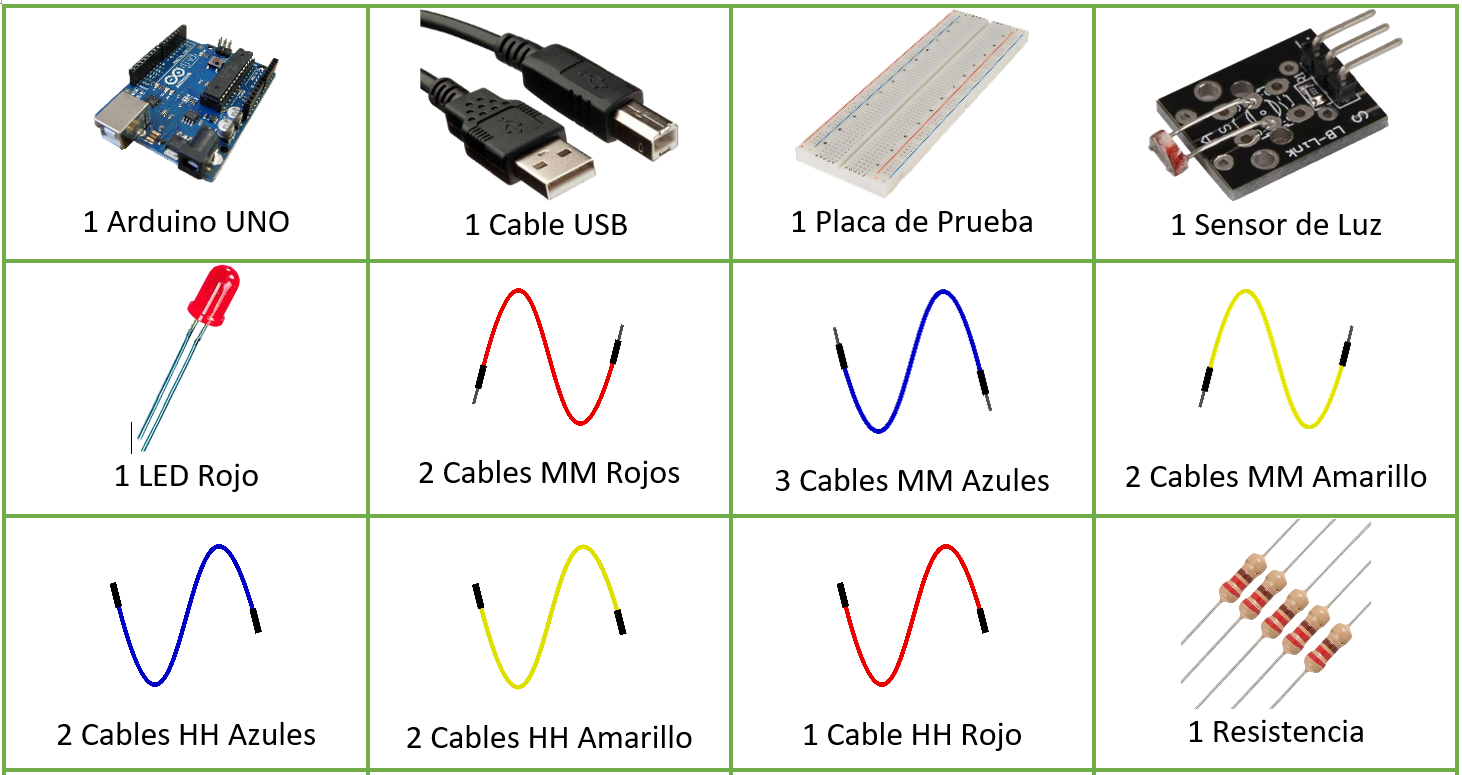 1 Arduino UNO
1 Cable USB
1 Placa de Prueba
S
LB-Link
1 Sensor de Luz
1 LED Rojo
2 Cables MM Rojos
3 Cables MM Azules
2 Cables MM Amarillo
2 Cables HH Azules
2 Cables HH Amarillo
1 Cable HH Rojo
1 Resistencia